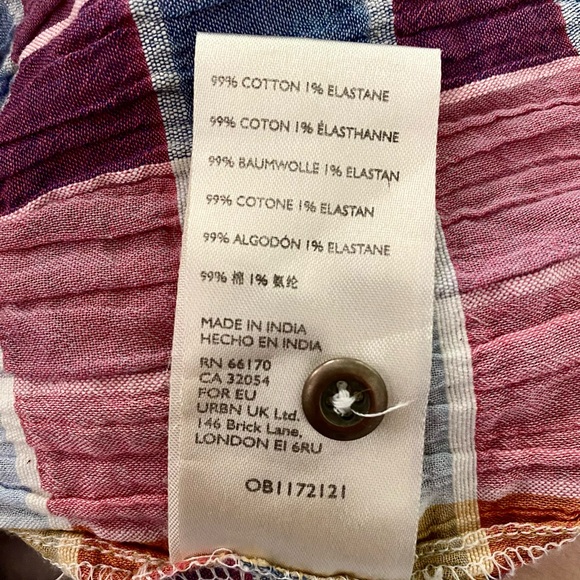 99% COTTON 1% ELASTANE
99% COTON 1% ÉLASTHANNE
99% BAUMWOLLE 1% ELASTAN
99% COTONE 1% ELASTAN
99% ALGODÓN 1% ELASTANE
99% 棉 1% 氨纶
MADE IN INDIA
HECHO EN INDIA
RN 66170
CA 32054
FOR EU
URBN UK Ltd.
146 Brick Lane,
LONDON E1 6RU
OB1172121